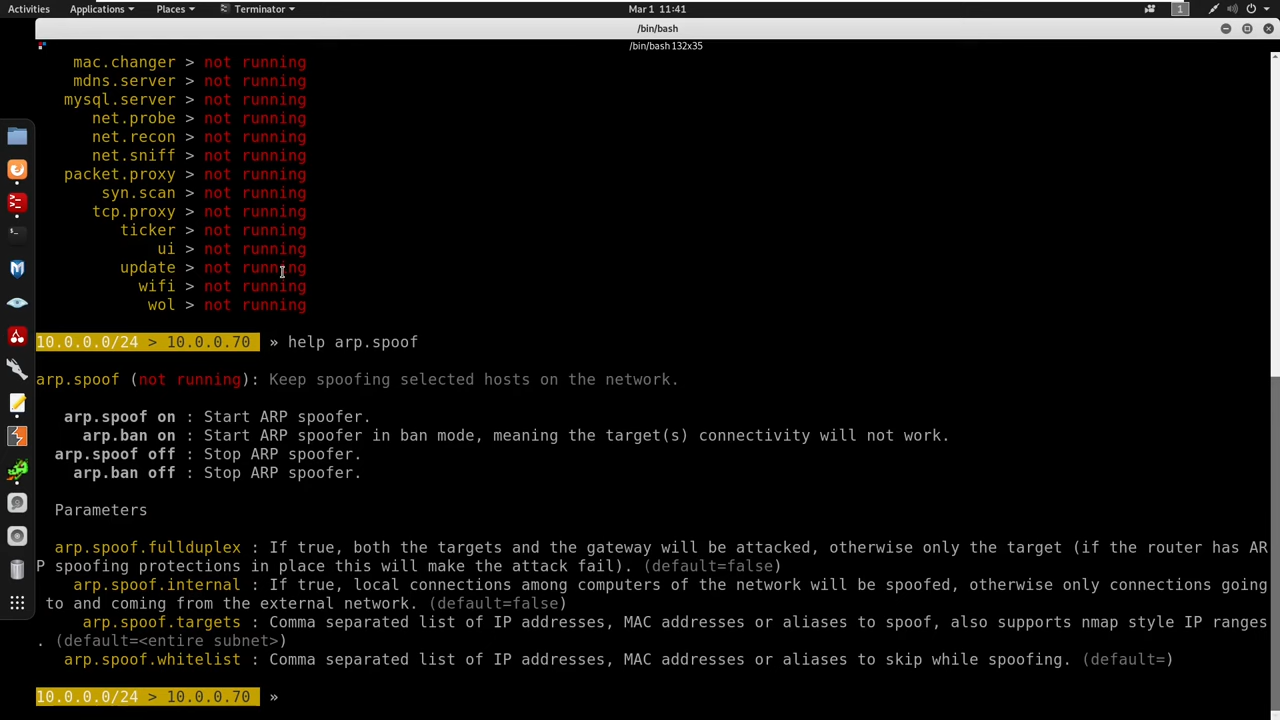 Activities Applications Places Terminator Mar 1 11:41 1
/bin/bash
/bin/bash 132x35
mac.changer > not running
mdns.server > not running
mysql.server > not running
net.probe > not running
net.recon > not running
net.sniff > not running
packet.proxy > not running
syn.scan > not running
tcp.proxy > not running
ticker > not running
ui > not running
update > not running
wifi > not running
wol > not running
10.0.0.0/24 > 10.0.0.70 » help arp.spoof
arp.spoof (not running): Keep spoofing selected hosts on the network.
arp.spoof on : Start ARP spoofer.
arp.ban on : Start ARP spoofer in ban mode, meaning the target(s) connectivity will not work.
arp.spoof off : Stop ARP spoofer.
arp.ban off : Stop ARP spoofer.
Parameters
arp.spoof.fullduplex : If true, both the targets and the gateway will be attacked, otherwise only the target (if the router has AR
P spoofing protections in place this will make the attack fail). (default=false)
arp.spoof.internal : If true, local connections among computers of the network will be spoofed, otherwise only connections going
to and coming from the external network. (default=false)
arp.spoof.targets : Comma separated list of IP addresses, MAC addresses or aliases to spoof, also supports nmap style IP ranges
. (default=<entire subnet>)
arp.spoof.whitelist : Comma separated list of IP addresses, MAC addresses or aliases to skip while spoofing. (default=)
10.0.0.0/24 > 10.0.0.70 »